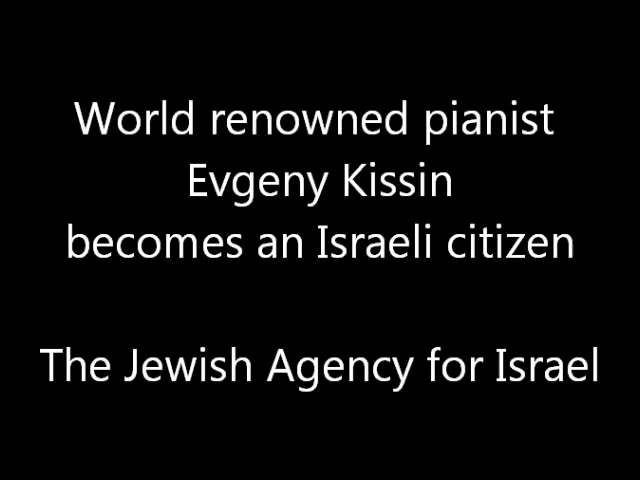 World renowned pianist
Evgeny Kissin
becomes an Israeli citizen
The Jewish Agency for Israel